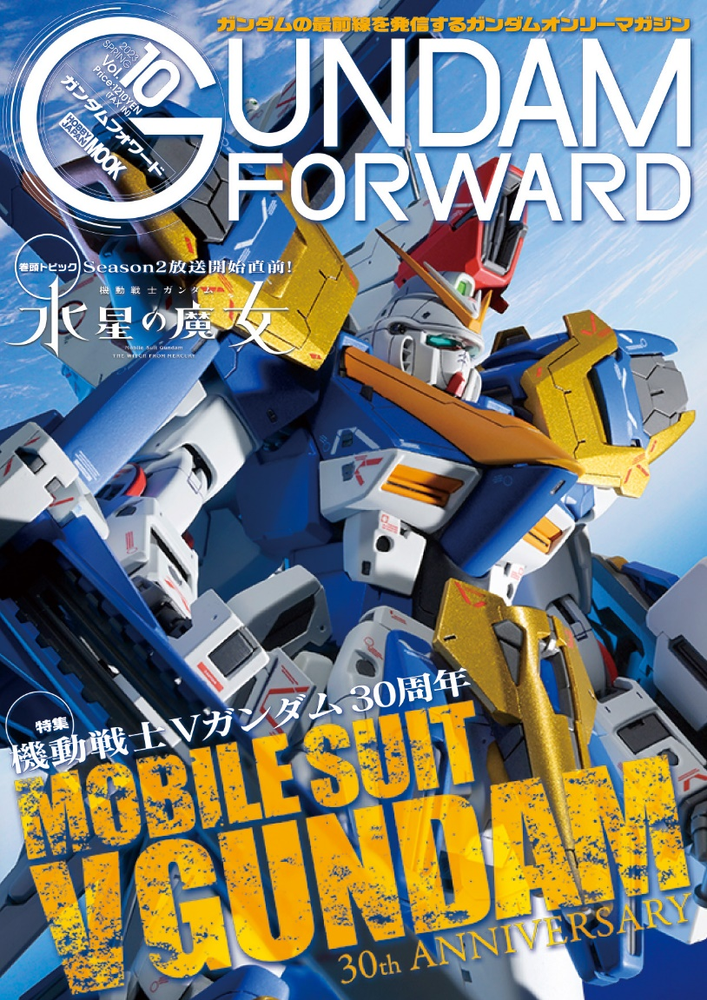 ガンダムの最前線を発信するガンダムオンリーマガジン
GUNDAM
FORWARD
2023
SPRING
Vol.10
Price:1210YEN
(TAX IN)
ガンダムフォワード
HOBBY
JAPAN
MOOK
巻頭トピック
Season2放送開始直前!
機動戦士ガンダム
水星の魔女
Mobile Suit Gundam
THE WITCH FROM MERCURY
特集
機動戦士Vガンダム 30周年
MOBILE SUIT
V GUNDAM
30th ANNIVERSARY